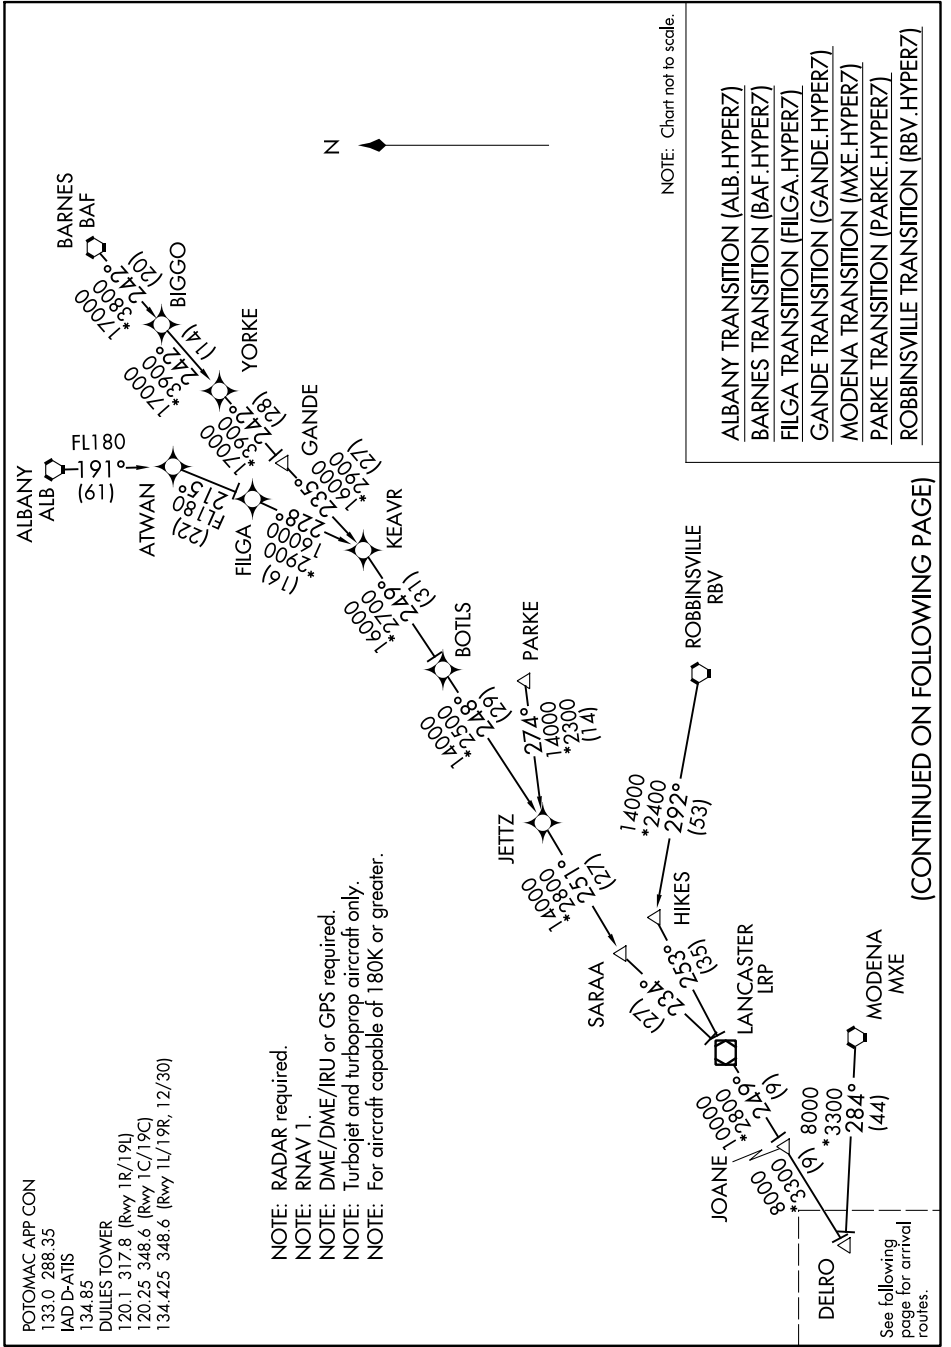 POTOMAC APP CON
133.0 288.35
IAD D-ATIS
134.85
DULLES TOWER
120.1 317.8 (Rwy 1R/19L)
120.25 348.6 (Rwy 1C/19C)
134.425 348.6 (Rwy 1L/19R, 12/30)
NOTE: RADAR required.
NOTE: RNAV 1.
NOTE: DME/DME/IRU or GPS required.
NOTE: Turbojet and turboprop aircraft only.
NOTE: For aircraft capable of 180K or greater.
ALBANY
ALB
FL180
191°
(61)
ATWAN
FL180
215°
(22)
FILGA
16000
*2900
228°
(16)
BARNES
BAF
17000
*3800
242°
(20)
BIGGO
17000
*3900
242°
(14)
YORKE
17000
*3900
242°
(28)
GANDE
235°
16000
*2900
(27)
KEAVR
16000
*2700
249°
(31)
BOTLS
14000
*2500
248°
(29)
PARKE
274°
14000
*2300
(14)
JETTZ
14000
*2800
251°
(27)
SARAA
234°
(27)
ROBBINSVILLE
RBV
14000
*2400
292°
(53)
HIKES
253°
(35)
LANCASTER
LRP
10000
*2800
249°
(9)
JOANE
8000
*3300
(9)
MODENA
MXE
8000
*3300
284°
(44)
DELRO
See following
page for arrival
routes.
N
NOTE: Chart not to scale.
ALBANY TRANSITION (ALB.HYPER7)
BARNES TRANSITION (BAF.HYPER7)
FILGA TRANSITION (FILGA.HYPER7)
GANDE TRANSITION (GANDE.HYPER7)
MODENA TRANSITION (MXE.HYPER7)
PARKE TRANSITION (PARKE.HYPER7)
ROBBINSVILLE TRANSITION (RBV.HYPER7)
(CONTINUED ON FOLLOWING PAGE)